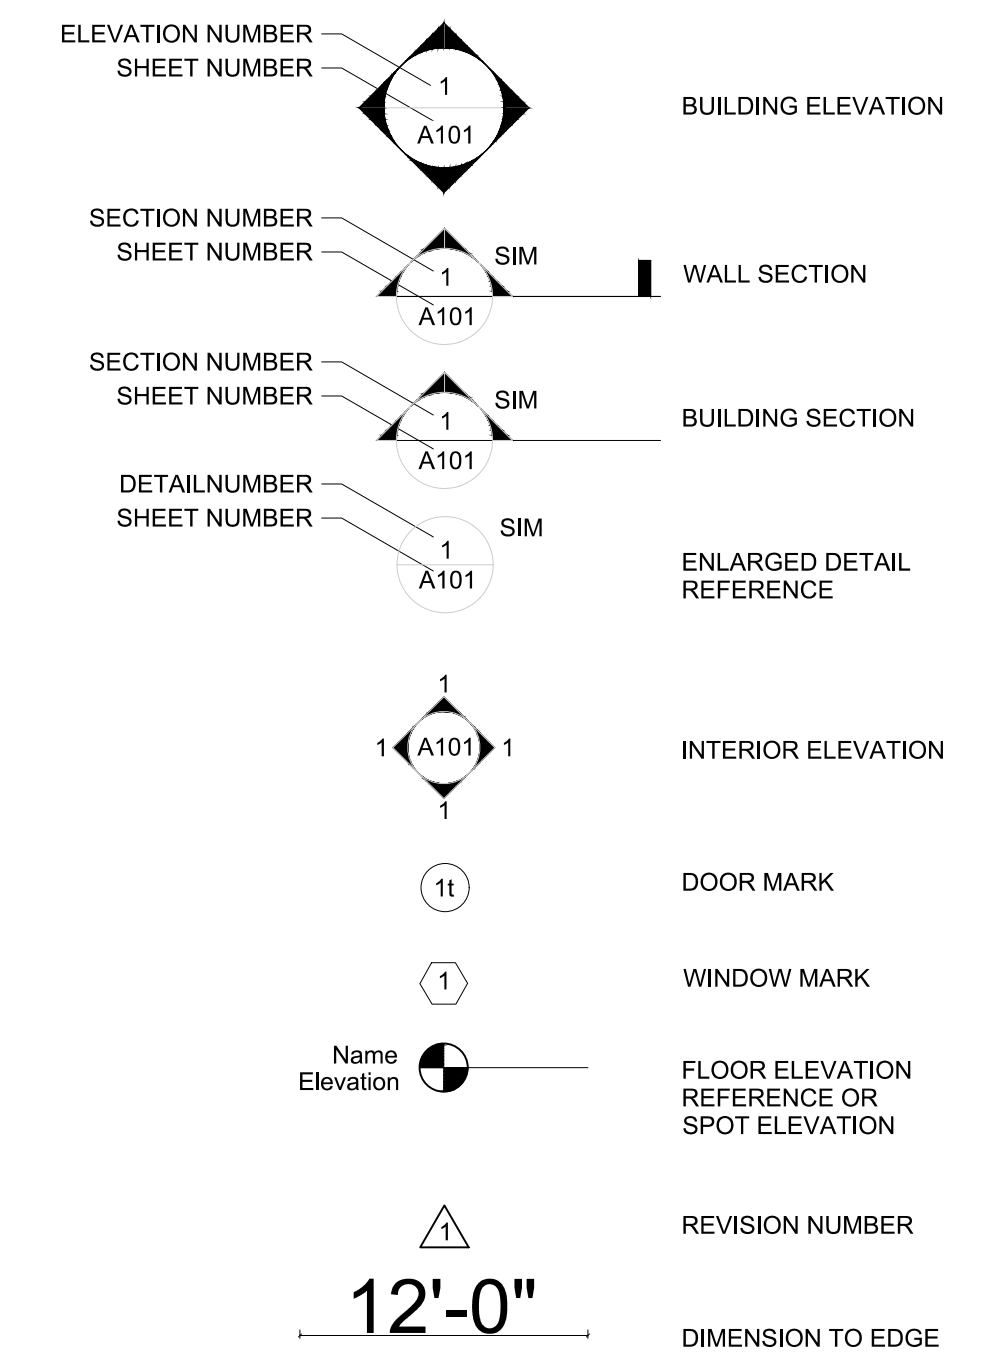 ELEVATION NUMBER
SHEET NUMBER
1
A101
BUILDING ELEVATION
SECTION NUMBER
SHEET NUMBER
1
A101
SIM
WALL SECTION
SECTION NUMBER
SHEET NUMBER
1
A101
SIM
BUILDING SECTION
DETAILNUMBER
SHEET NUMBER
1
A101
SIM
ENLARGED DETAIL
REFERENCE
1
1
A101
1
1
INTERIOR ELEVATION
1t
DOOR MARK
1
WINDOW MARK
Name
Elevation
FLOOR ELEVATION
REFERENCE OR
SPOT ELEVATION
1
REVISION NUMBER
12'-0"
DIMENSION TO EDGE